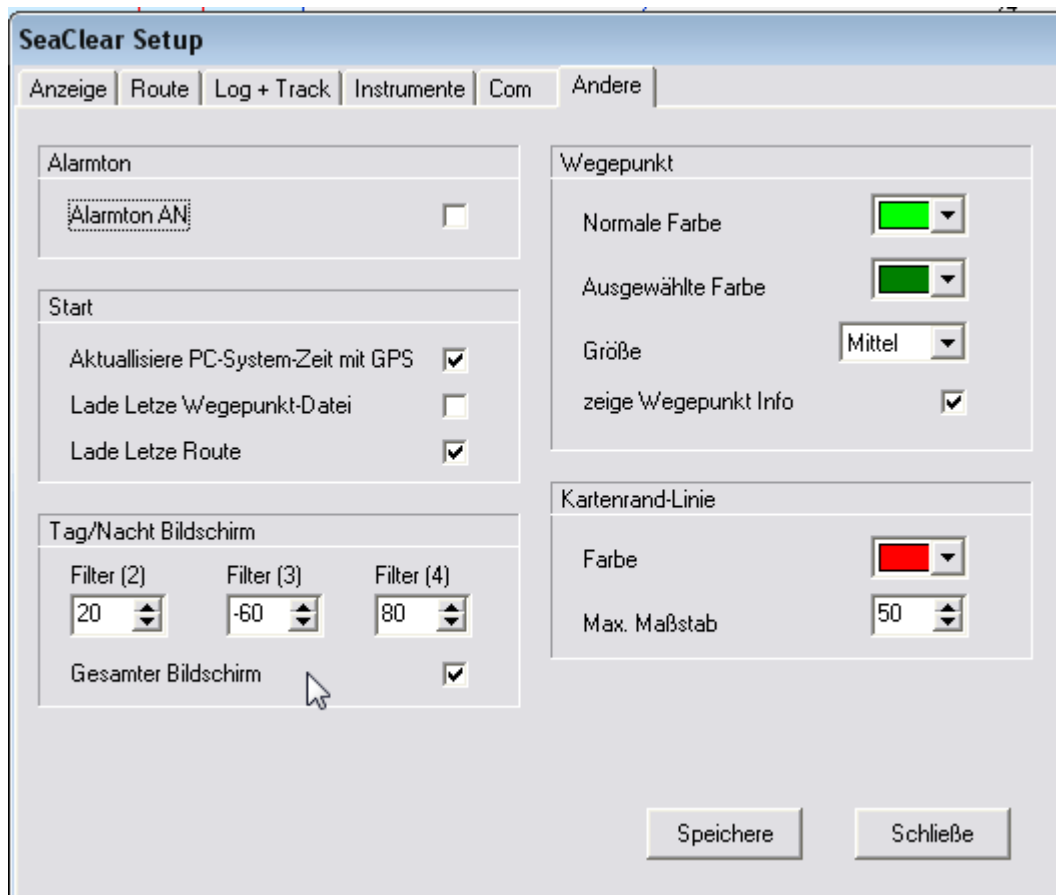 SeaClear Setup
Anzeige Route Log + Track Instrumente Com Andere
Alarmton
Alarmton AN
Start
Aktuallisiere PC-System-Zeit mit GPS
Lade Letze Wegepunkt-Datei
Lade Letze Route
Tag/Nacht Bildschirm
Filter (2) Filter (3) Filter (4)
20 -60 80
Gesamter Bildschirm
Wegepunkt
Normale Farbe
Ausgewählte Farbe
Größe Mittel
zeige Wegepunkt Info
Kartenrand-Linie
Farbe
Max. Maßstab 50
Speichere Schließe